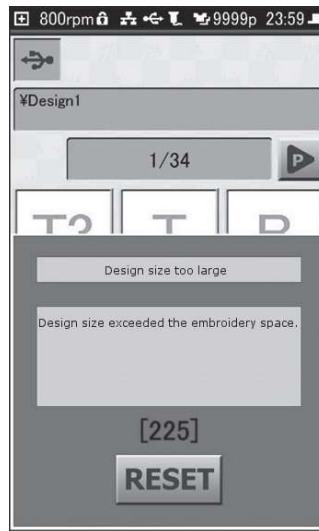 800rpm 9999p 23:59
¥Design1
1/34 P
T2 T B
Design size too large
Design size exceeded the embroidery space.
[225]
RESET